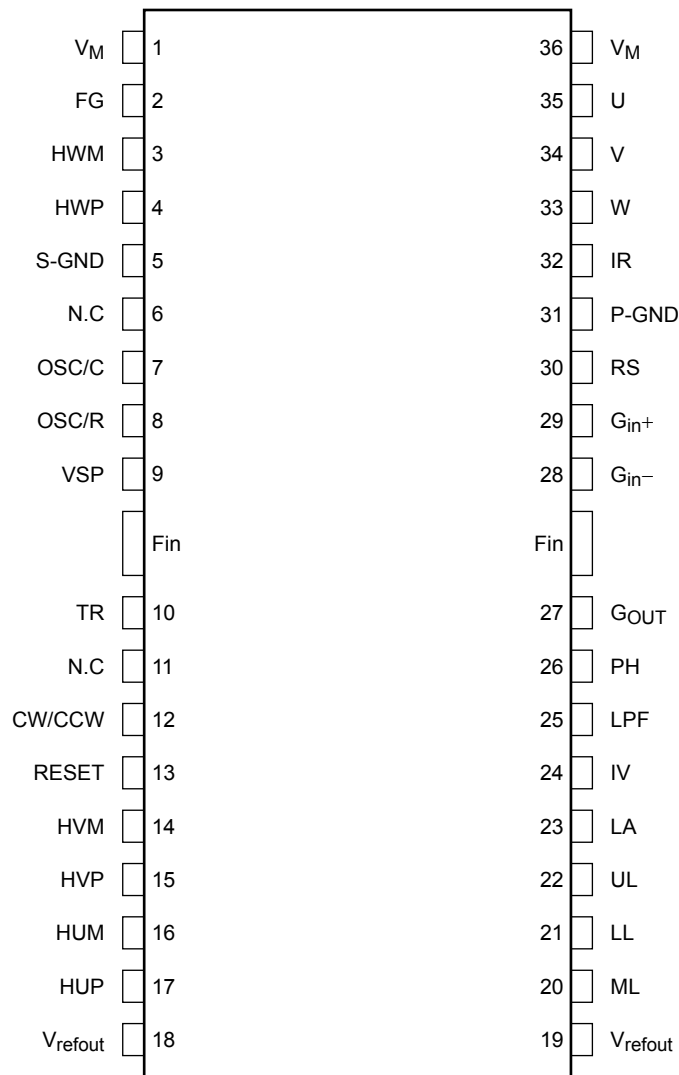 V_M 1 36 V_M
FG 2 35 U
HWM 3 34 V
HWP 4 33 W
S-GND 5 32 IR
N.C 6 31 P-GND
OSC/C 7 30 RS
OSC/R 8 29 G_in+
VSP 9 28 G_in−
Fin Fin
TR 10 27 G_OUT
N.C 11 26 PH
CW/CCW 12 25 LPF
RESET 13 24 IV
HVM 14 23 LA
HVP 15 22 UL
HUM 16 21 LL
HUP 17 20 ML
V_refout 18 19 V_refout